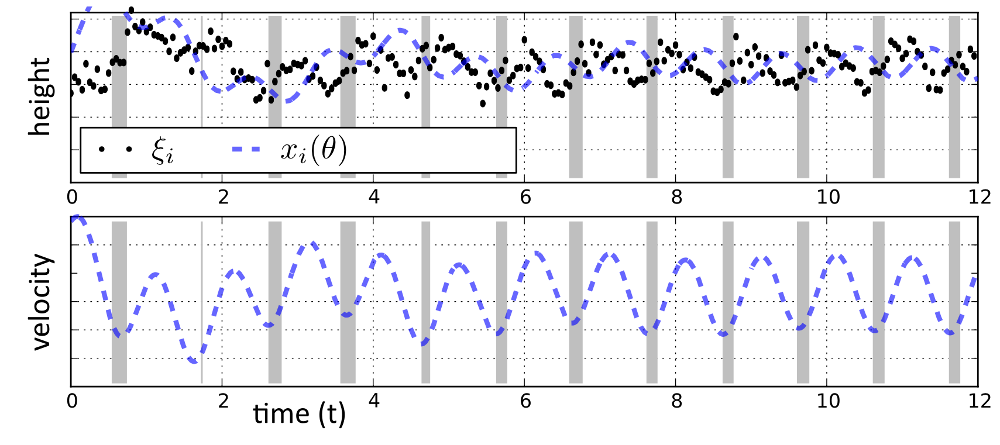 height
ξi xi(θ)
0 2 4 6 8 10 12
velocity
0 2 4 6 8 10 12
time (t)